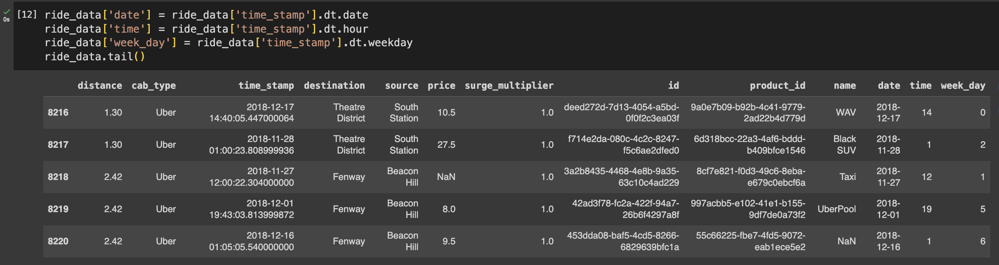 [12] ride_data['date'] = ride_data['time_stamp'].dt.date
0s
ride_data['time'] = ride_data['time_stamp'].dt.hour
ride_data['week_day'] = ride_data['time_stamp'].dt.weekday
ride_data.tail()
distance cab_type time_stamp destination source price surge_multiplier id product_id name date time week_day
8216 1.30 Uber 2018-12-17 14:40:05.447000064 Theatre District South Station 10.5 1.0 deed272d-7d13-4054-a5bd-0f0f2c3ea03f 9a0e7b09-b92b-4c41-9779-2ad22b4d779d WAV 2018-12-17 14 0
8217 1.30 Uber 2018-11-28 01:00:23.808999936 Theatre District South Station 27.5 1.0 f714e2da-080c-4c2c-8247-f5c6ae2dfed0 6d318bcc-22a3-4af6-bddd-b409bfce1546 Black SUV 2018-11-28 1 2
8218 2.42 Uber 2018-11-27 12:00:22.304000000 Fenway Beacon Hill NaN 1.0 3a2b8435-4468-4e8b-9a35-63c10c4ad229 8cf7e821-f0d3-49c6-8eba-e679c0ebcf6a Taxi 2018-11-27 12 1
8219 2.42 Uber 2018-12-01 19:43:03.813999872 Fenway Beacon Hill 8.0 1.0 42ad3f78-fc2a-422f-94a7-26b6f4297a8f 997acbb5-e102-41e1-b155-9df7de0a73f2 UberPool 2018-12-01 19 5
8220 2.42 Uber 2018-12-16 01:05:05.540000000 Fenway Beacon Hill 9.5 1.0 453dda08-baf5-4cd5-8266-6829639bfc1a 55c66225-fbe7-4fd5-9072-eab1ece5e2 NaN 2018-12-16 1 6